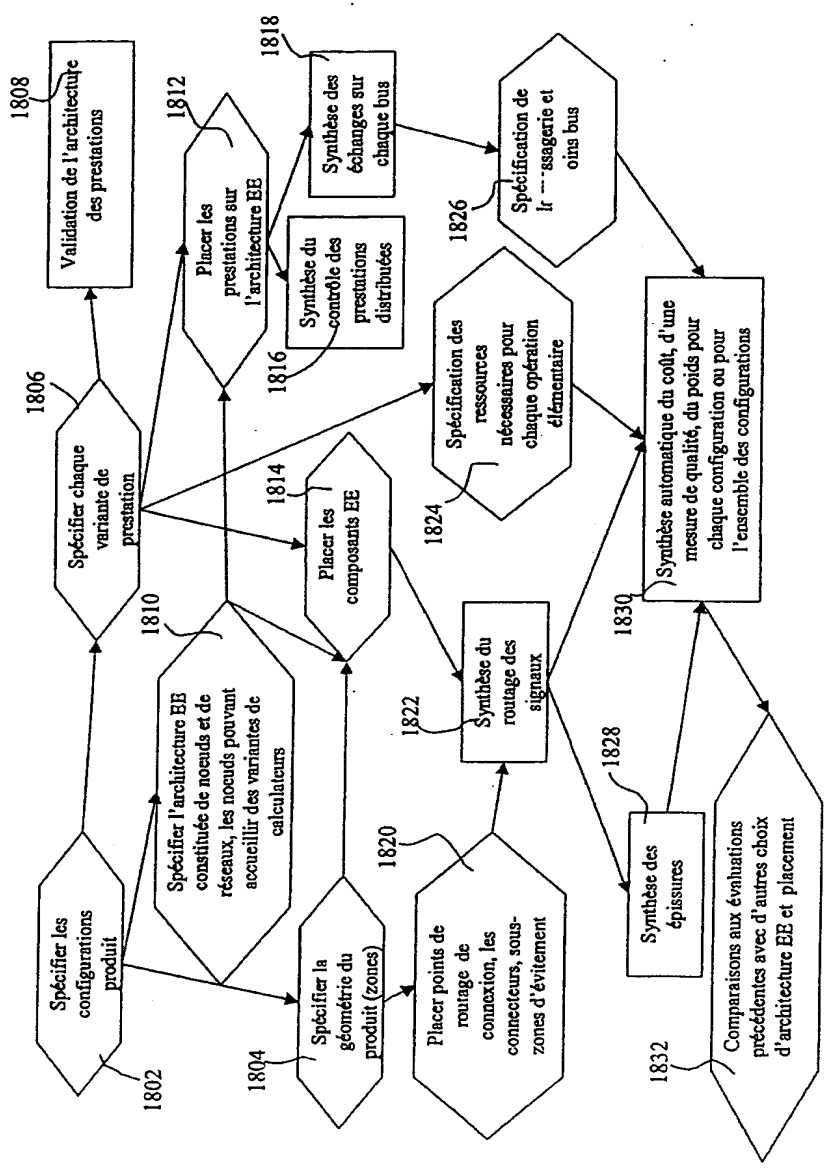 Spécifier les
configurations
produit
1802
Spécifier chaque
variante de
prestation
1806
Validation de l'architecture
des prestations
1808
Spécifier l'architecture EE
constituée de noeuds et de
réseaux, les noeuds pouvant
accueillir des variantes de
calculateurs
1810
Placer les
prestations sur
l'architecture EE
1812
Spécifier la
géométrie du
produit (zones)
1804
Placer les
composants EE
1814
Synthèse du
contrôle des
prestations
distribuées
1816
Synthèse des
échanges sur
chaque bus
1818
Placer points de
routage de
connexion, les
connecteurs, sous-
zones d'évitement
1820
Synthèse du
routage des
signaux
1822
Spécification des
ressources
nécessaires pour
chaque opération
élémentaire
1824
Spécification de
ssagerie et
oins bus
1826
Synthèse des
épissures
1828
Synthèse automatique du coût, d'une
mesure de qualité, du poids pour
chaque configuration ou pour
l'ensemble des configurations
1830
Comparaisons aux évaluations
précédentes avec d'autres choix
d'architecture EE et placement
1832